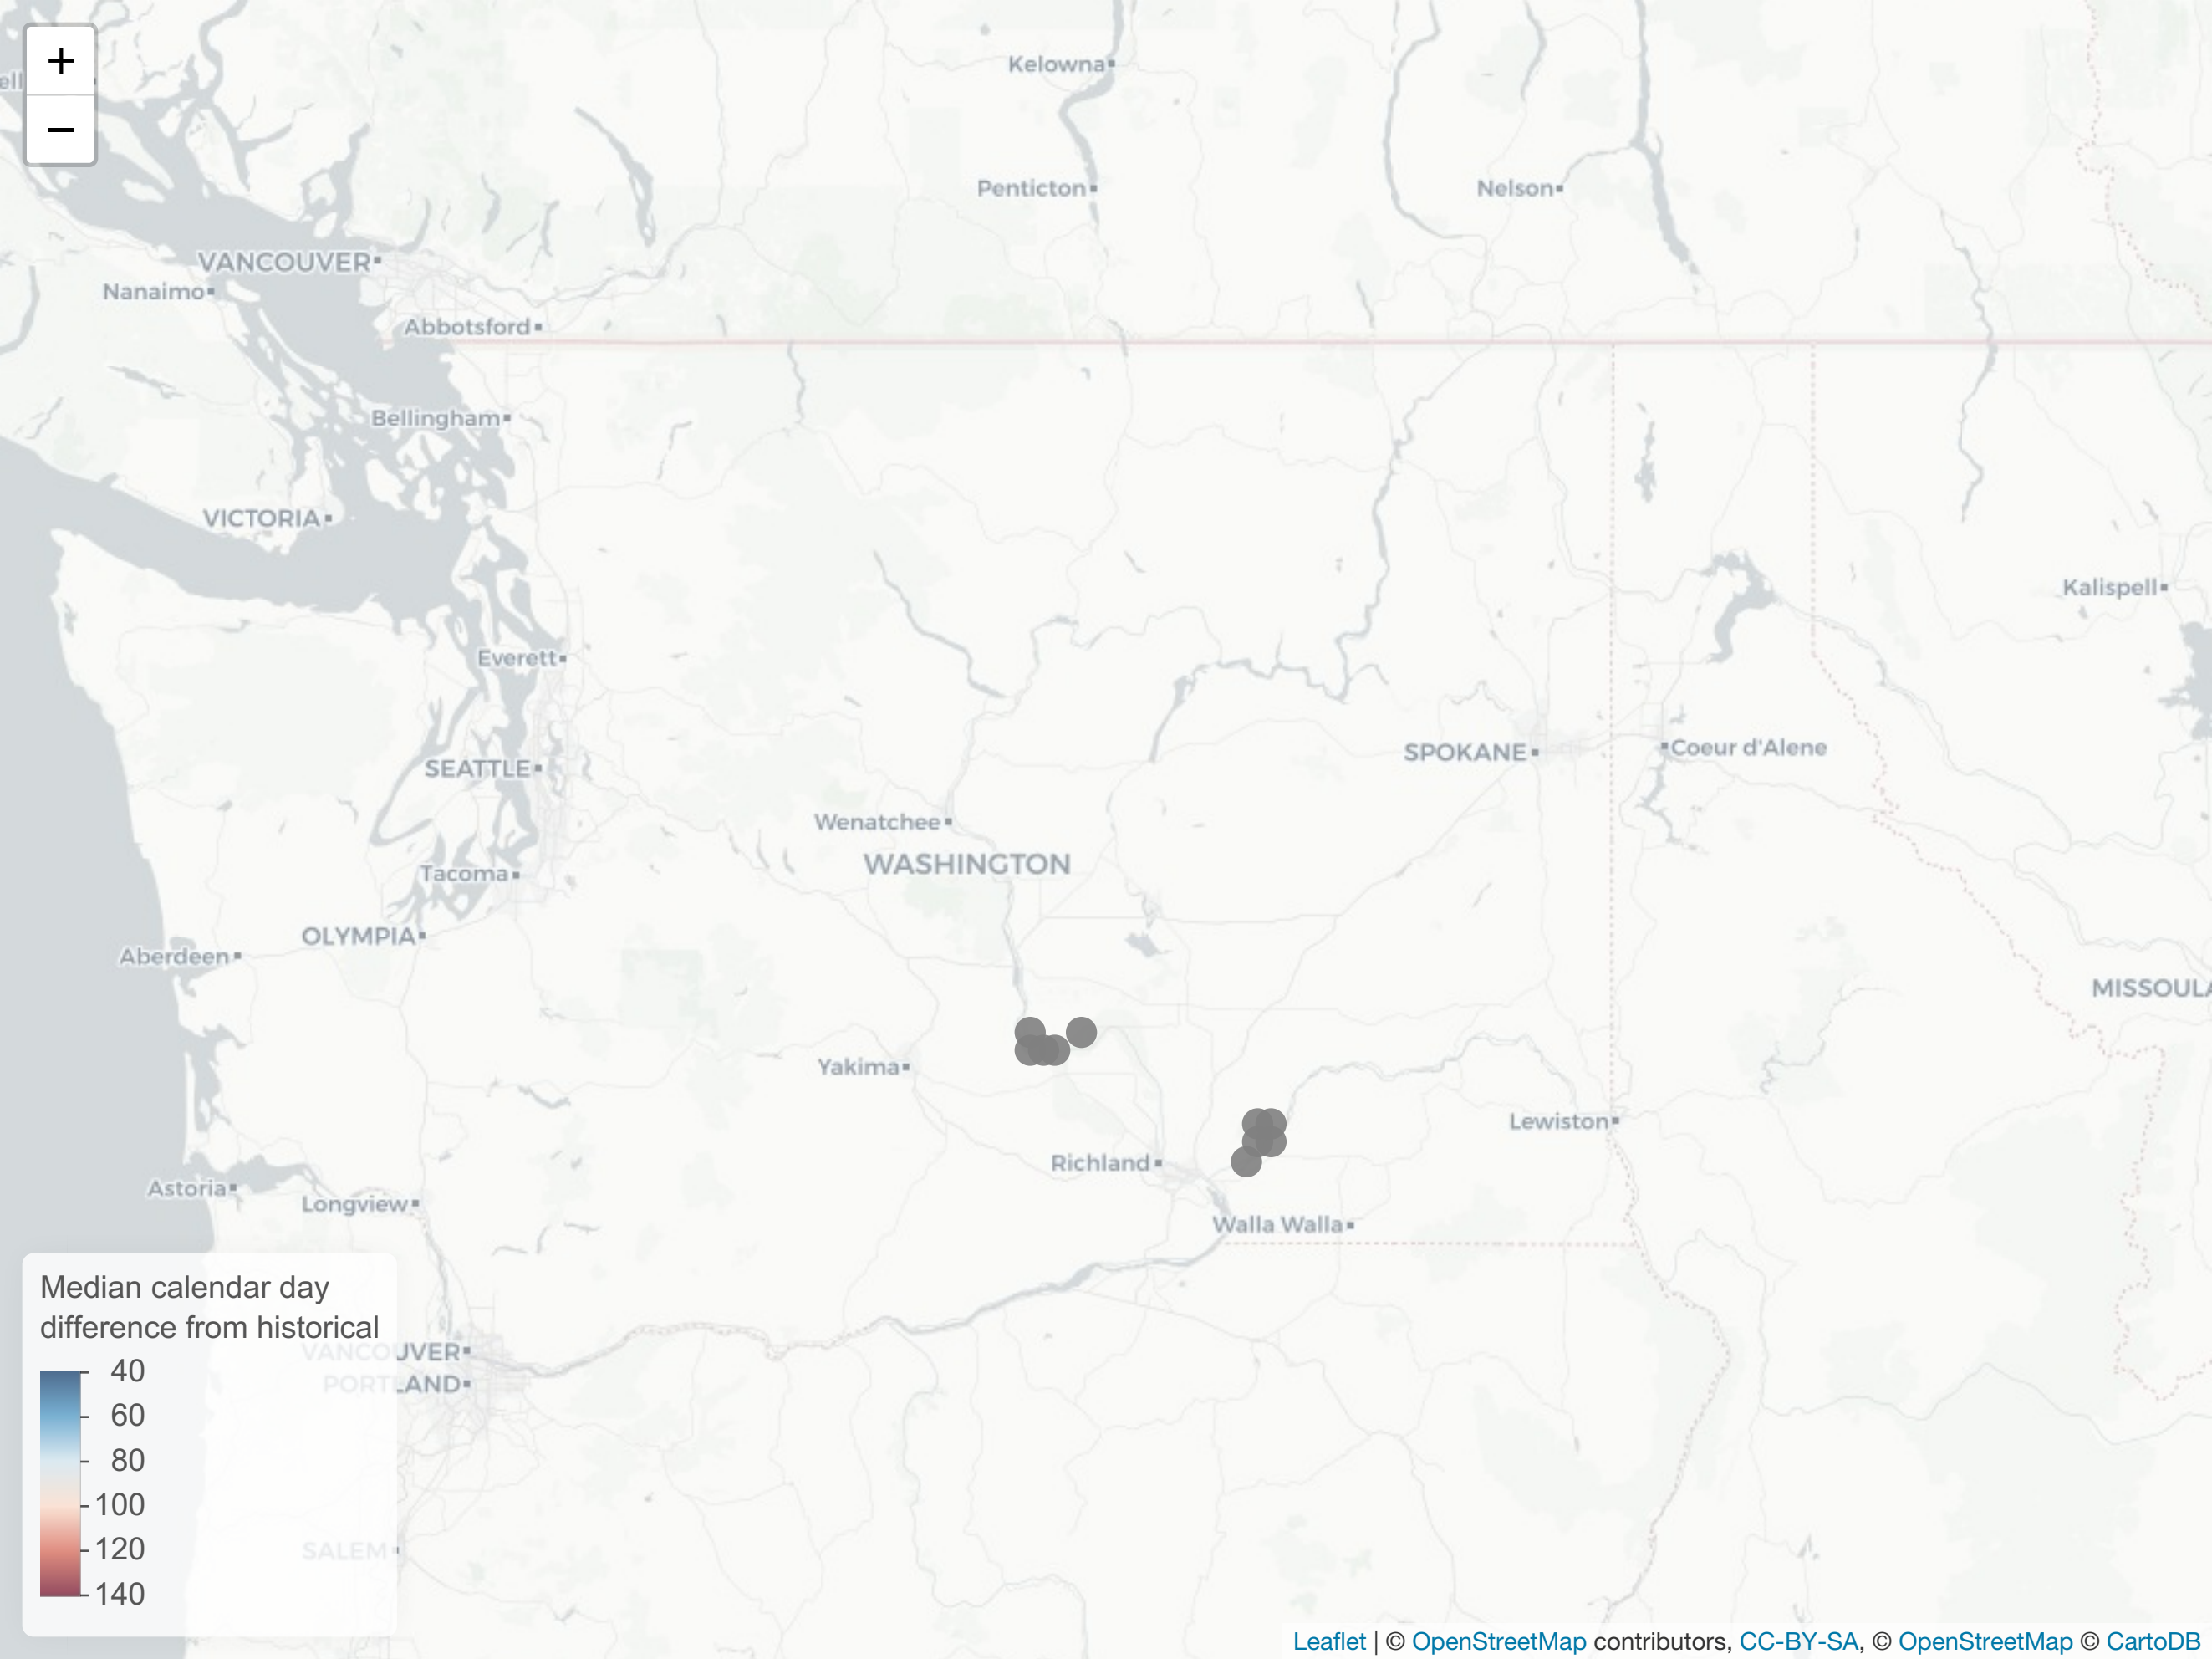 +
−
Kelowna
Penticton
Nelson
VANCOUVER
Nanaimo
Abbotsford
Bellingham
VICTORIA
Kalispell
Everett
SPOKANE
Coeur d'Alene
SEATTLE
Wenatchee
WASHINGTON
Tacoma
OLYMPIA
Aberdeen
MISSOULA
Yakima
Lewiston
Richland
Astoria
Longview
Walla Walla
Median calendar day
difference from historical
VANCOUVER
PORTLAND
40
60
80
100
120
140
SALEM
Leaflet | © OpenStreetMap contributors, CC-BY-SA, © OpenStreetMap © CartoDB